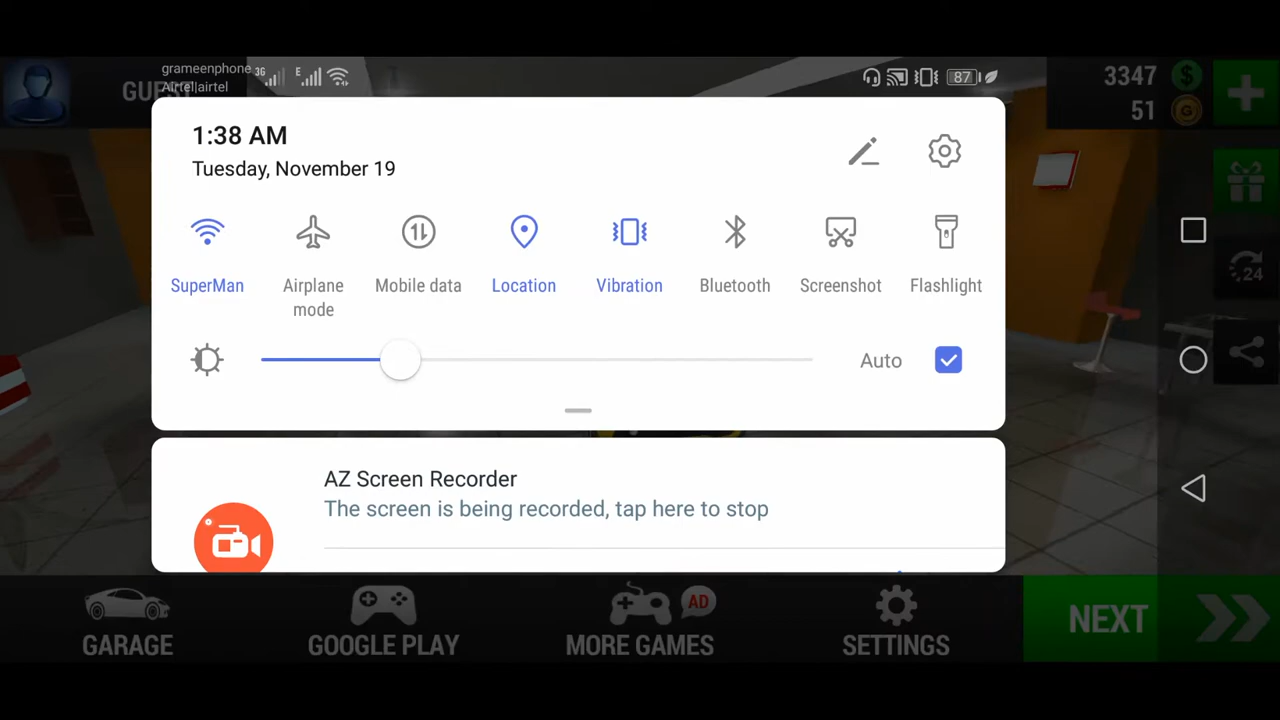 grameenphone 3G E
Airtel|airtel
87
GUEST
3347 $
51 G
1:38 AM
Tuesday, November 19
SuperMan
Airplane mode
Mobile data
Location
Vibration
Bluetooth
Screenshot
Flashlight
24
Auto
AZ Screen Recorder
The screen is being recorded, tap here to stop
AD
GARAGE
GOOGLE PLAY
MORE GAMES
SETTINGS
NEXT